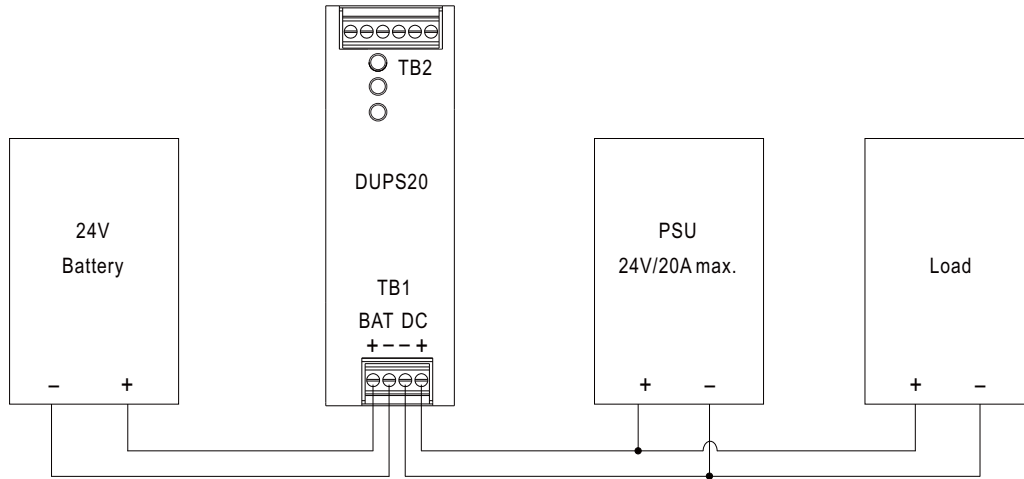 TB2
DUPS20
24V
Battery
PSU
24V/20A max.
Load
TB1
BAT DC
+ − − +
− +
+ −
+ −